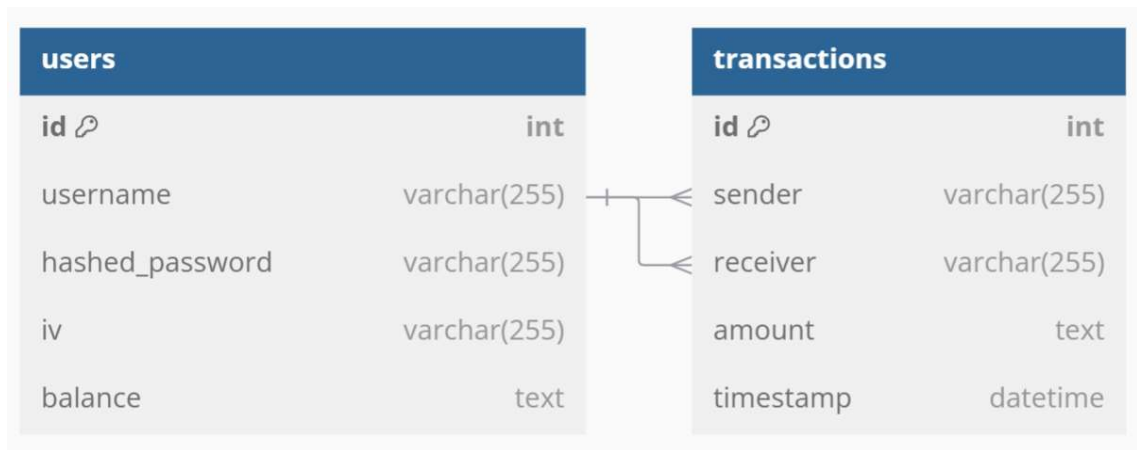 users
id int
username varchar(255)
hashed_password varchar(255)
iv varchar(255)
balance text
transactions
id int
sender varchar(255)
receiver varchar(255)
amount text
timestamp datetime